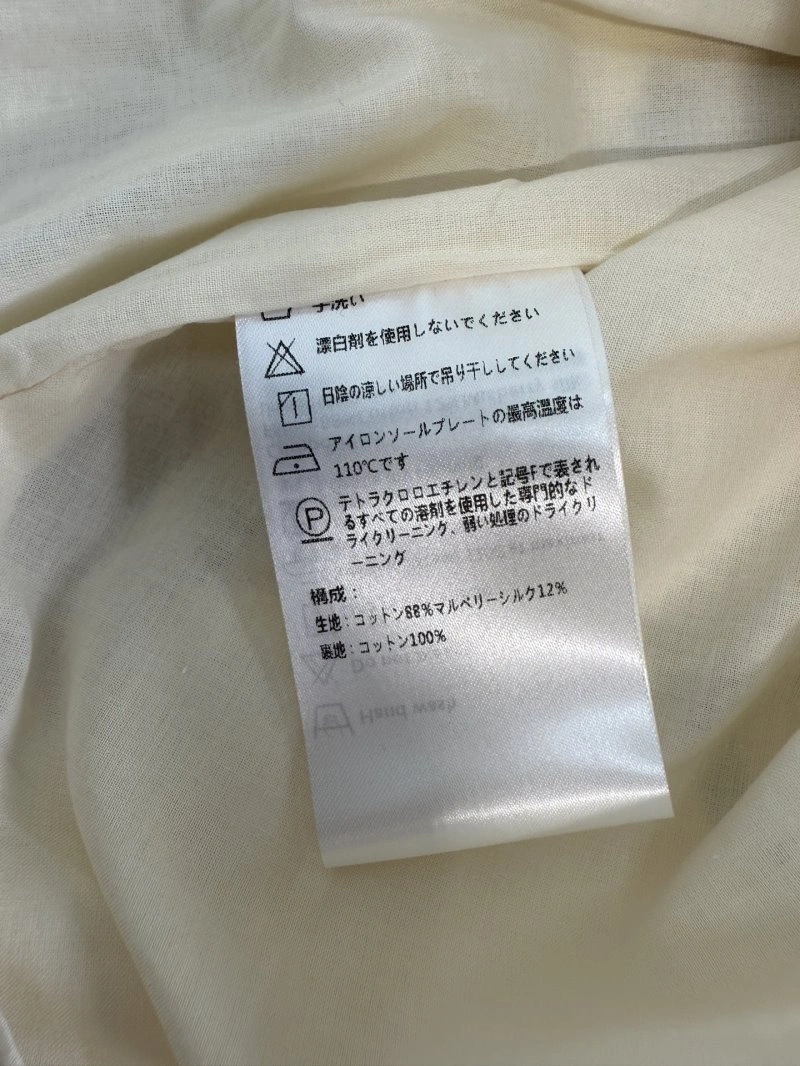 手洗い
漂白剤を使用しないでください
日陰の涼しい場所で吊り干ししてください
アイロンソールプレートの最高温度は
110℃です
P
テトラクロロエチレンと記号Fで表され
るすべての溶剤を使用した専門的なド
ライクリーニング、弱い処理のドライクリ
ーニング
構成：
生地：コットン88%マルベリーシルク12%
裏地：コットン100%
Do not
Hand wash